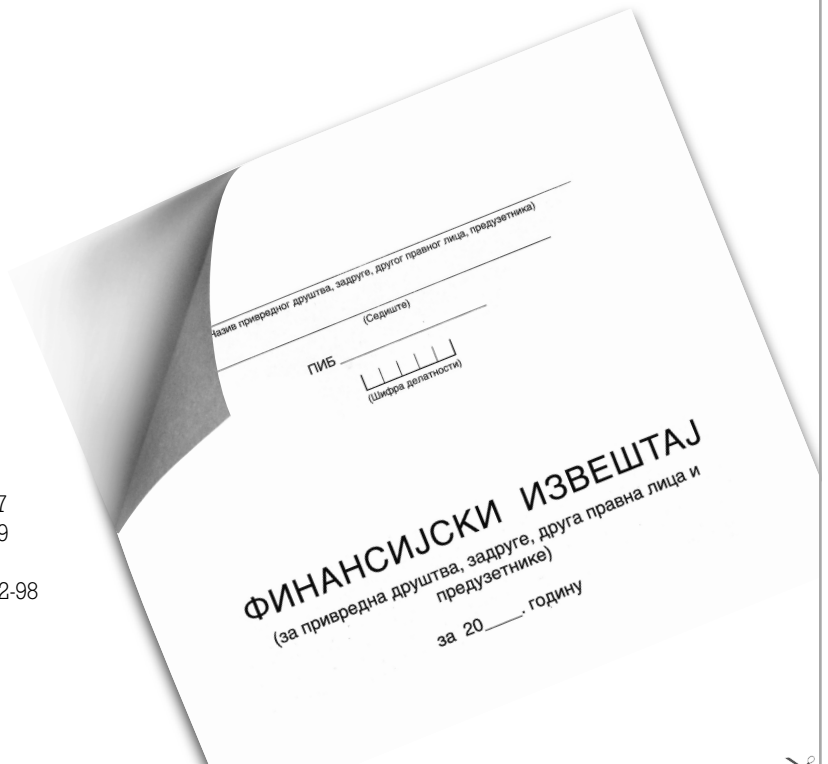 Назив привредног друштва, задруге, другог правног лица, предузетника)
(Седиште)
ПИБ
(Шифра делатности)
ФИНАНСИЈСКИ ИЗВЕШТАЈ
(за привредна друштва, задруге, друга правна лица и
предузетнике)
за 20____. годину
7
9
2-98